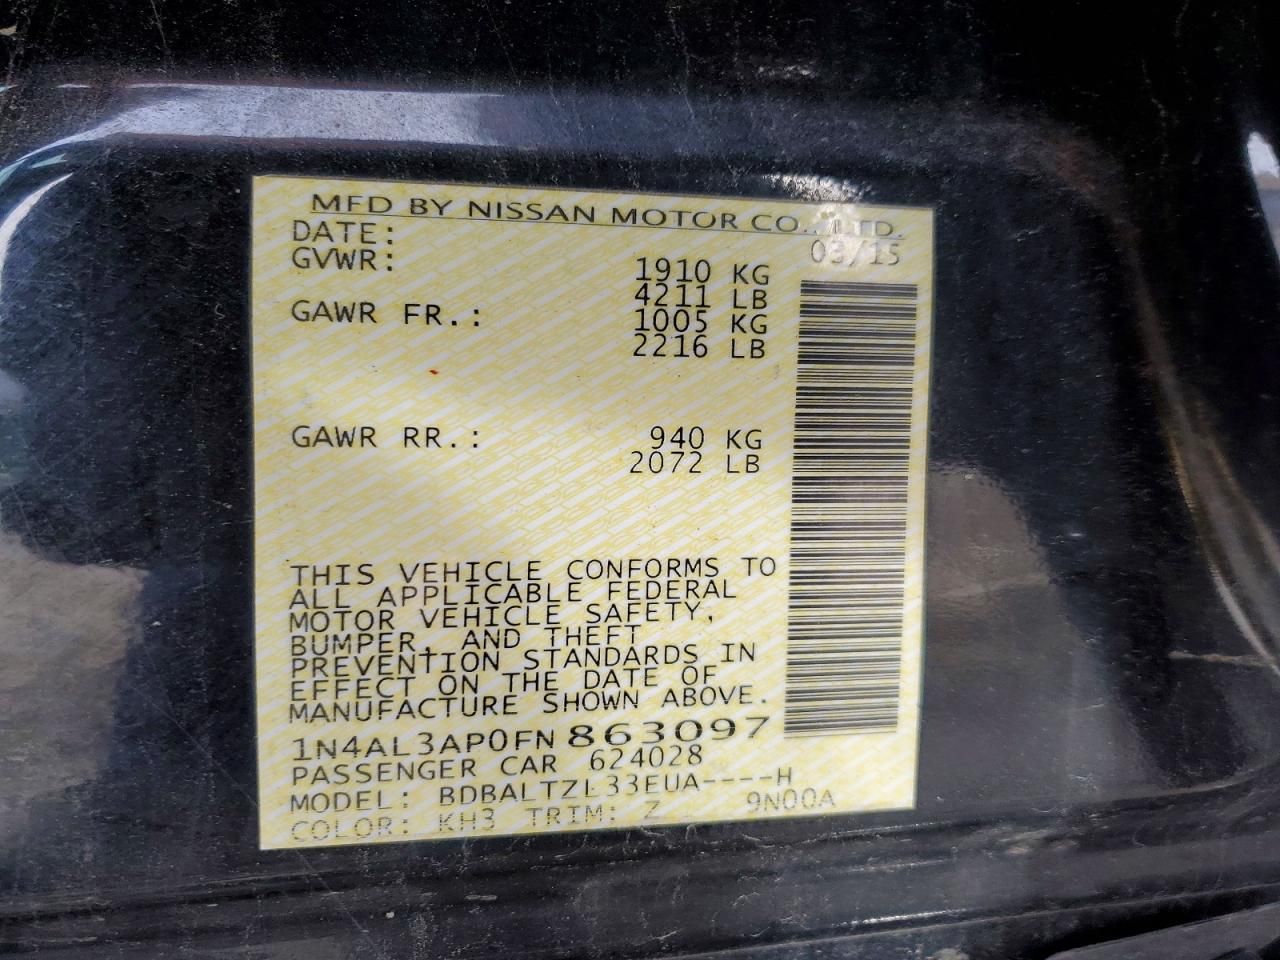 MFD BY NISSAN MOTOR CO., LTD.
DATE: 03/15
GVWR: 1910 KG
4211 LB
GAWR FR.: 1005 KG
2216 LB
GAWR RR.: 940 KG
2072 LB
THIS VEHICLE CONFORMS TO
ALL APPLICABLE FEDERAL
MOTOR VEHICLE SAFETY,
BUMPER, AND THEFT
PREVENTION STANDARDS IN
EFFECT ON THE DATE OF
MANUFACTURE SHOWN ABOVE.
1N4AL3AP0FN 863097
PASSENGER CAR 624028
MODEL: BDBALTZL33EUA----H
COLOR: KH3 TRIM: Z 9N00A